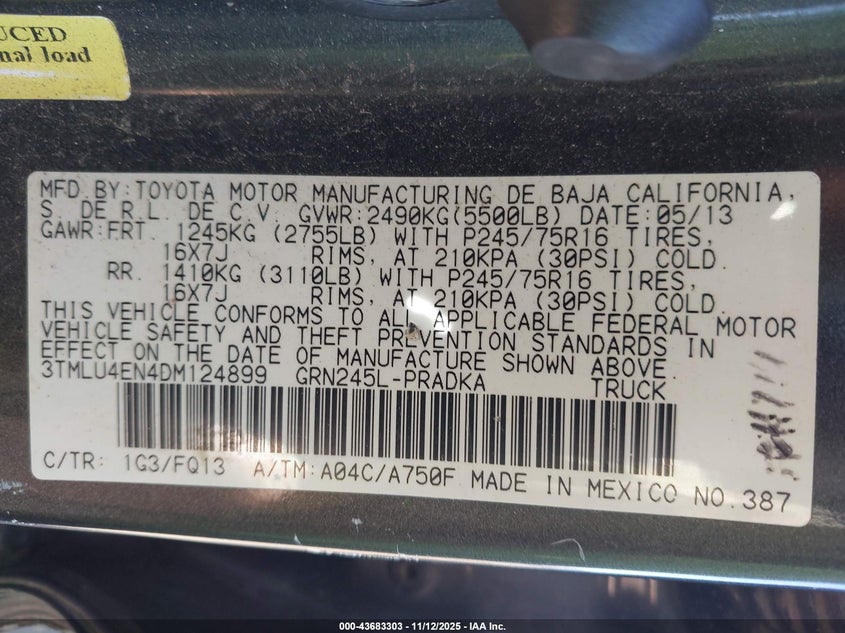 UCED
nal load
MFD BY:TOYOTA MOTOR MANUFACTURING DE BAJA CALIFORNIA,
S. DE R.L. DE C.V. GVWR:2490KG(5500LB) DATE:05/13
GAWR:FRT. 1245KG (2755LB) WITH P245/75R16 TIRES,
16X7J RIMS, AT 210KPA (30PSI) COLD.
RR. 1410KG (3110LB) WITH P245/75R16 TIRES,
16X7J RIMS, AT 210KPA (30PSI) COLD.
THIS VEHICLE CONFORMS TO ALL APPLICABLE FEDERAL MOTOR
VEHICLE SAFETY AND THEFT PREVENTION STANDARDS IN
EFFECT ON THE DATE OF MANUFACTURE SHOWN ABOVE.
3TMLU4EN4DM124899 GRN245L-PRADKA TRUCK
C/TR: 1G3/FQ13 A/TM:A04C/A750F MADE IN MEXICO NO.387
000-43683303 - 11/12/2025 - IAA Inc.